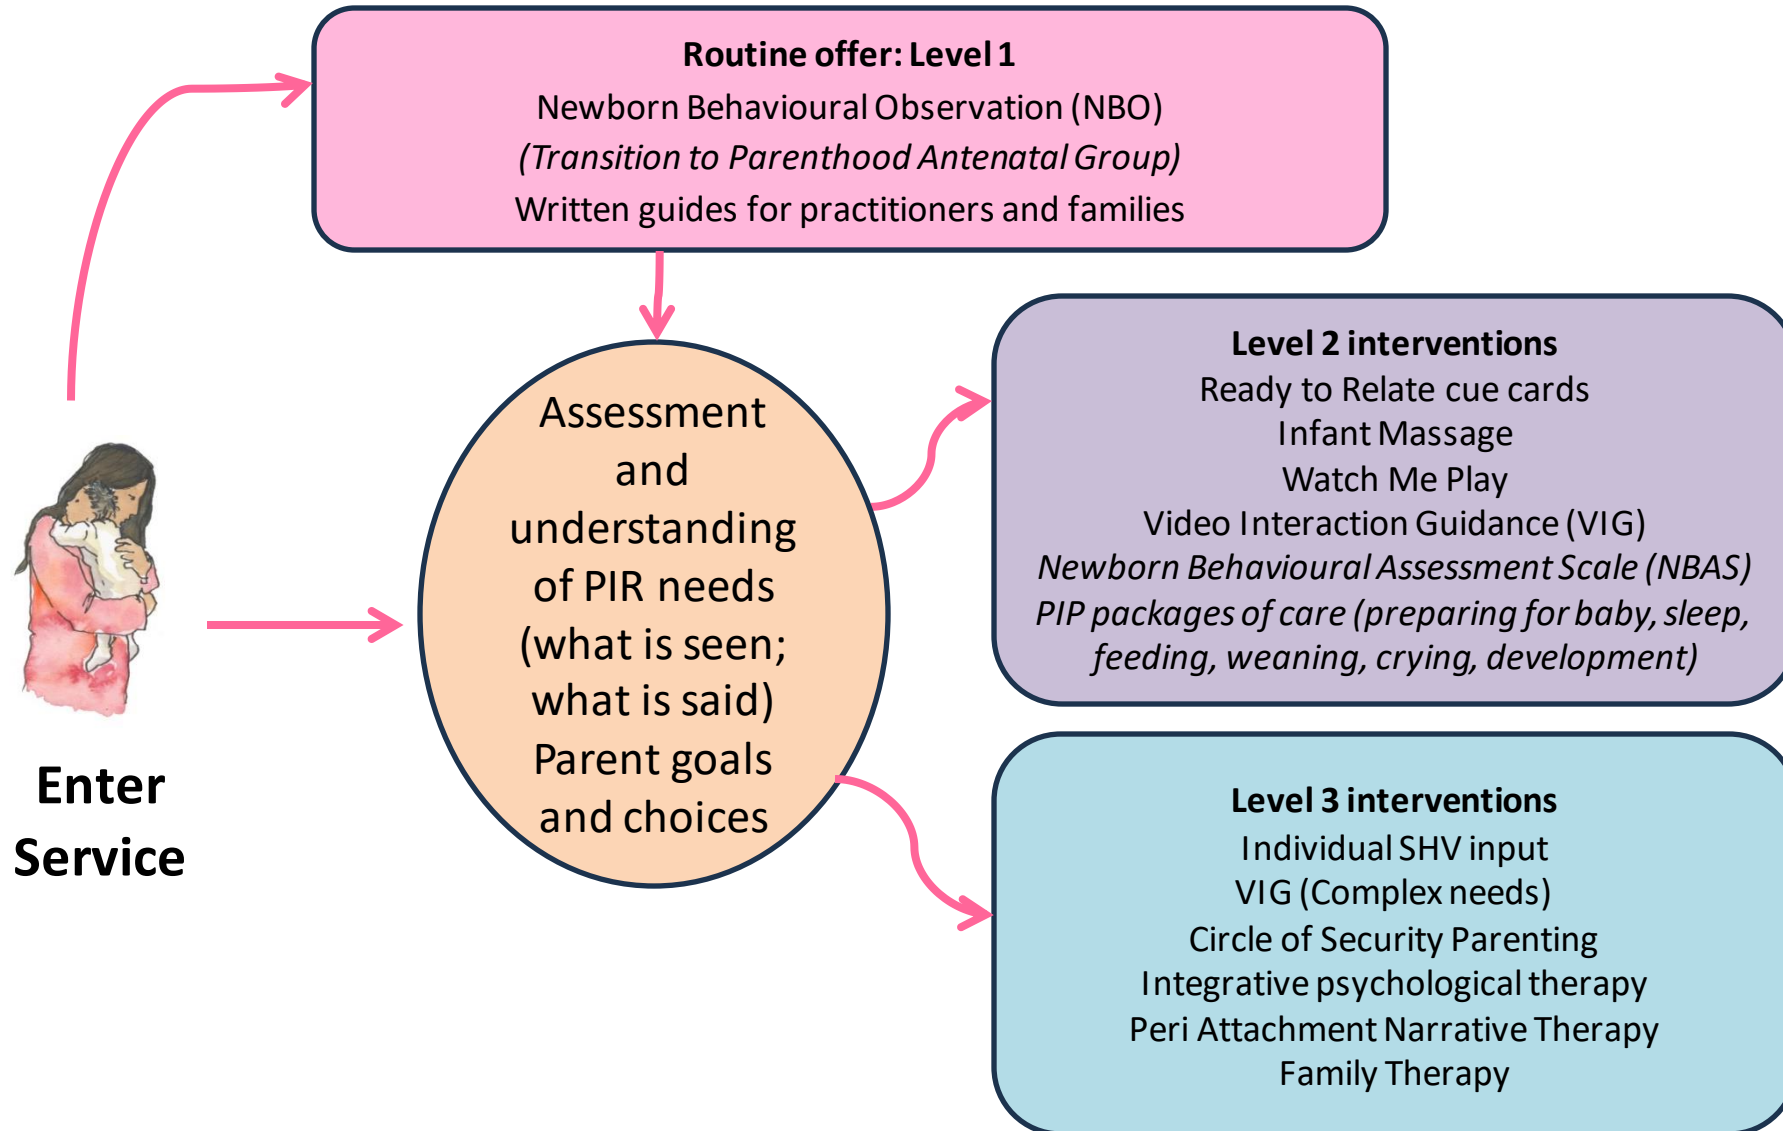 Routine offer: Level 1
Newborn Behavioural Observation (NBO)
(Transition to Parenthood Antenatal Group)
Written guides for practitioners and families
Enter
Service
Assessment
and
understanding
of PIR needs
(what is seen;
what is said)
Parent goals
and choices
Level 2 interventions
Ready to Relate cue cards
Infant Massage
Watch Me Play
Video Interaction Guidance (VIG)
Newborn Behavioural Assessment Scale (NBAS)
PIP packages of care (preparing for baby, sleep,
feeding, weaning, crying, development)
Level 3 interventions
Individual SHV input
VIG (Complex needs)
Circle of Security Parenting
Integrative psychological therapy
Peri Attachment Narrative Therapy
Family Therapy